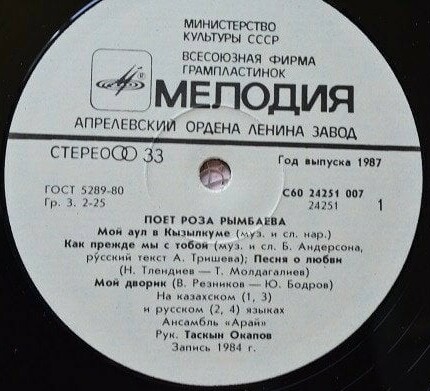 МИНИСТЕРСТВО
КУЛЬТУРЫ СССР
ВСЕСОЮЗНАЯ ФИРМА
ГРАМПЛАСТИНОК
МЕЛОДИЯ
АПРЕЛЕВСКИЙ ОРДЕНА ЛЕНИНА ЗАВОД
СТЕРЕО 33
Год выпуска 1987
ГОСТ 5289-80
С60 24251 007
Гр. 3. 2-25
24251
1
ПОЕТ РОЗА РЫМБАЕВА
Мой аул в Кызылкуме (муз. и сл. нар.)
Как прежде мы с тобой (муз. и сл. Б. Андерсона,
русский текст А. Тришева); Песня о любви
(Н. Тлендиев — Т. Молдагалиев)
Мой дворик (В. Резников — Ю. Бодров)
На казахском (1, 3)
и русском (2, 4) языках
Ансамбль «Арай»
Рук. Таскын Окапов
Запись 1984 г.